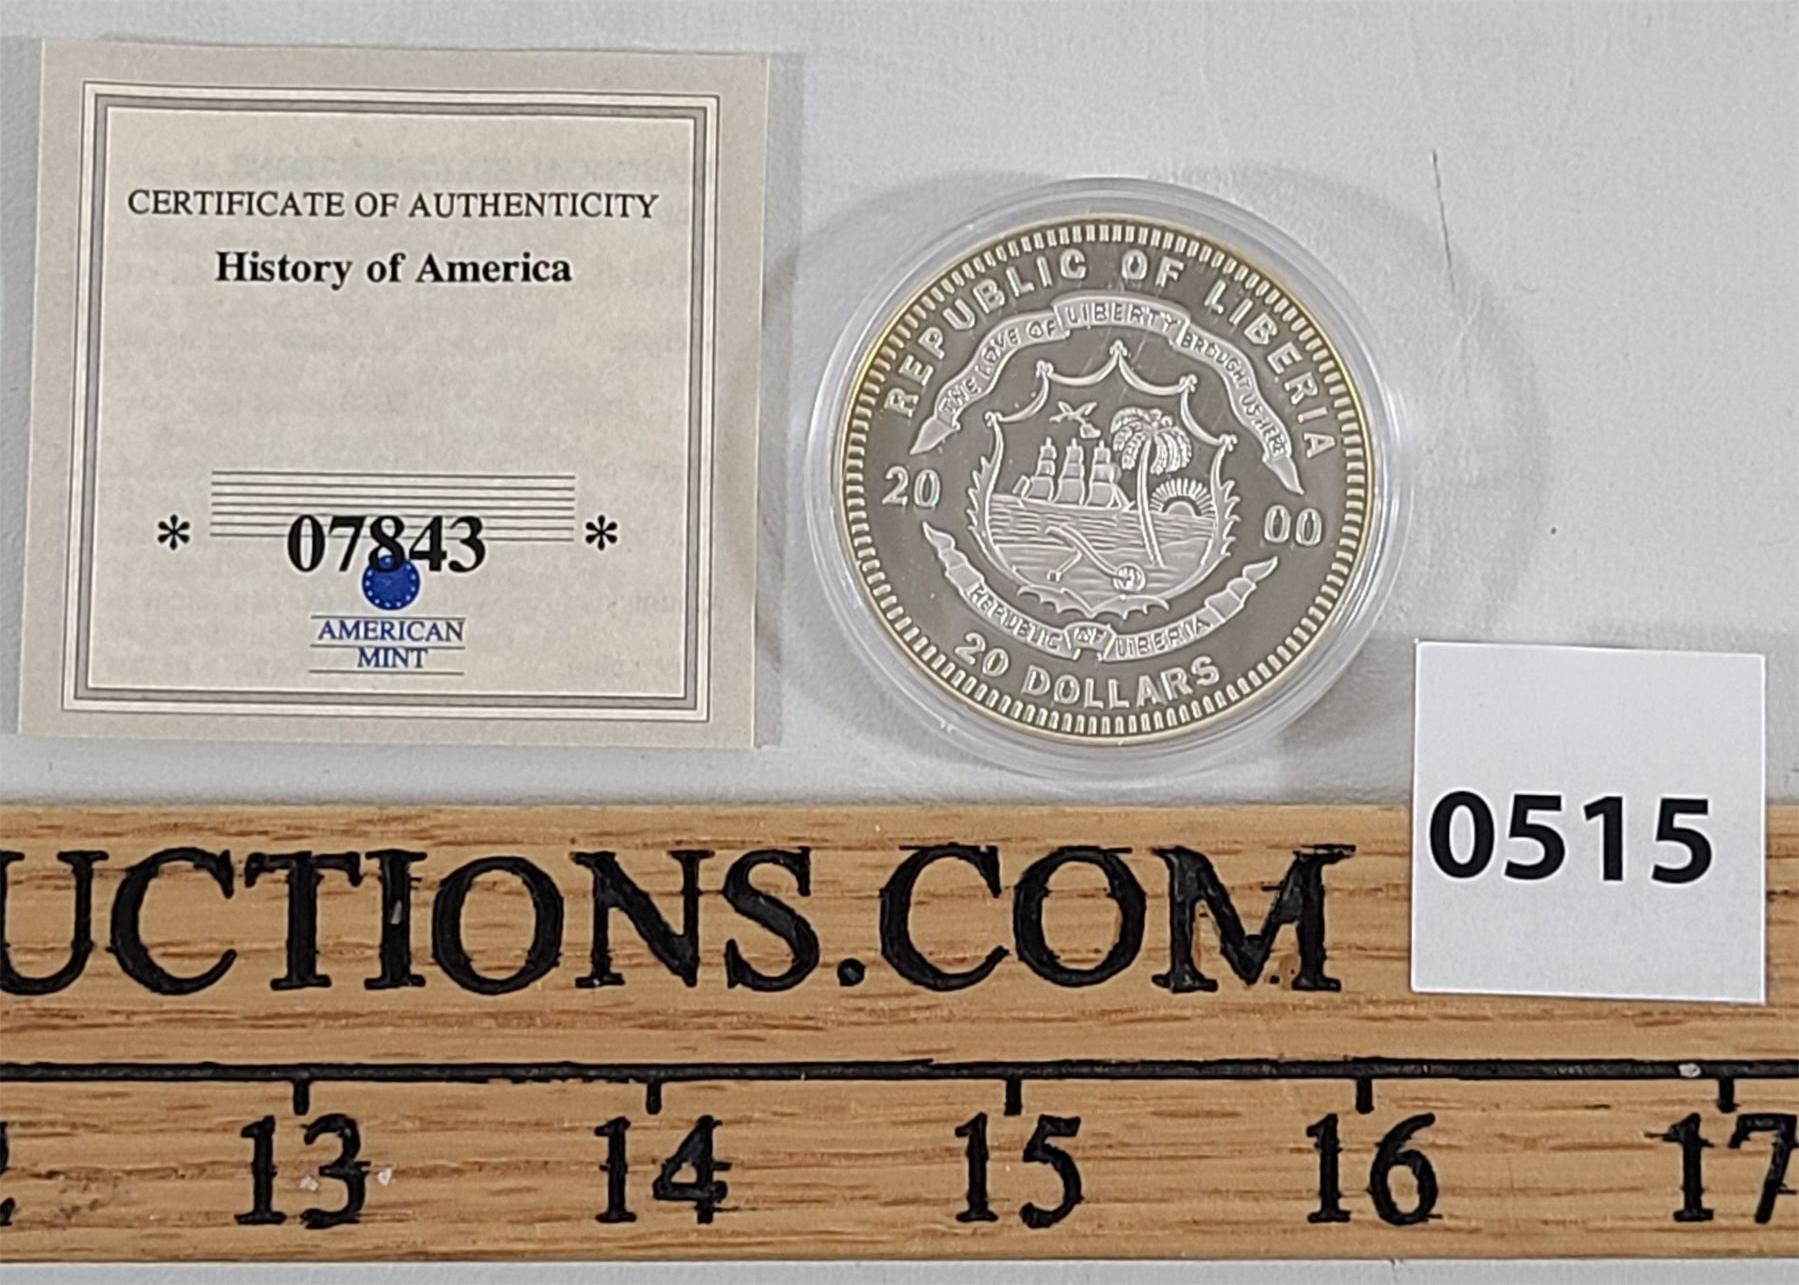 CERTIFICATE OF AUTHENTICITY
History of America
* 07843 *
AMERICAN
MINT
REPUBLIC OF LIBERIA
THE LOVE OF LIBERTY BROUGHT US HERE
20 00
REPUBLIC OF LIBERIA
20 DOLLARS
0515
UCTIONS.COM
13 14 15 16 17